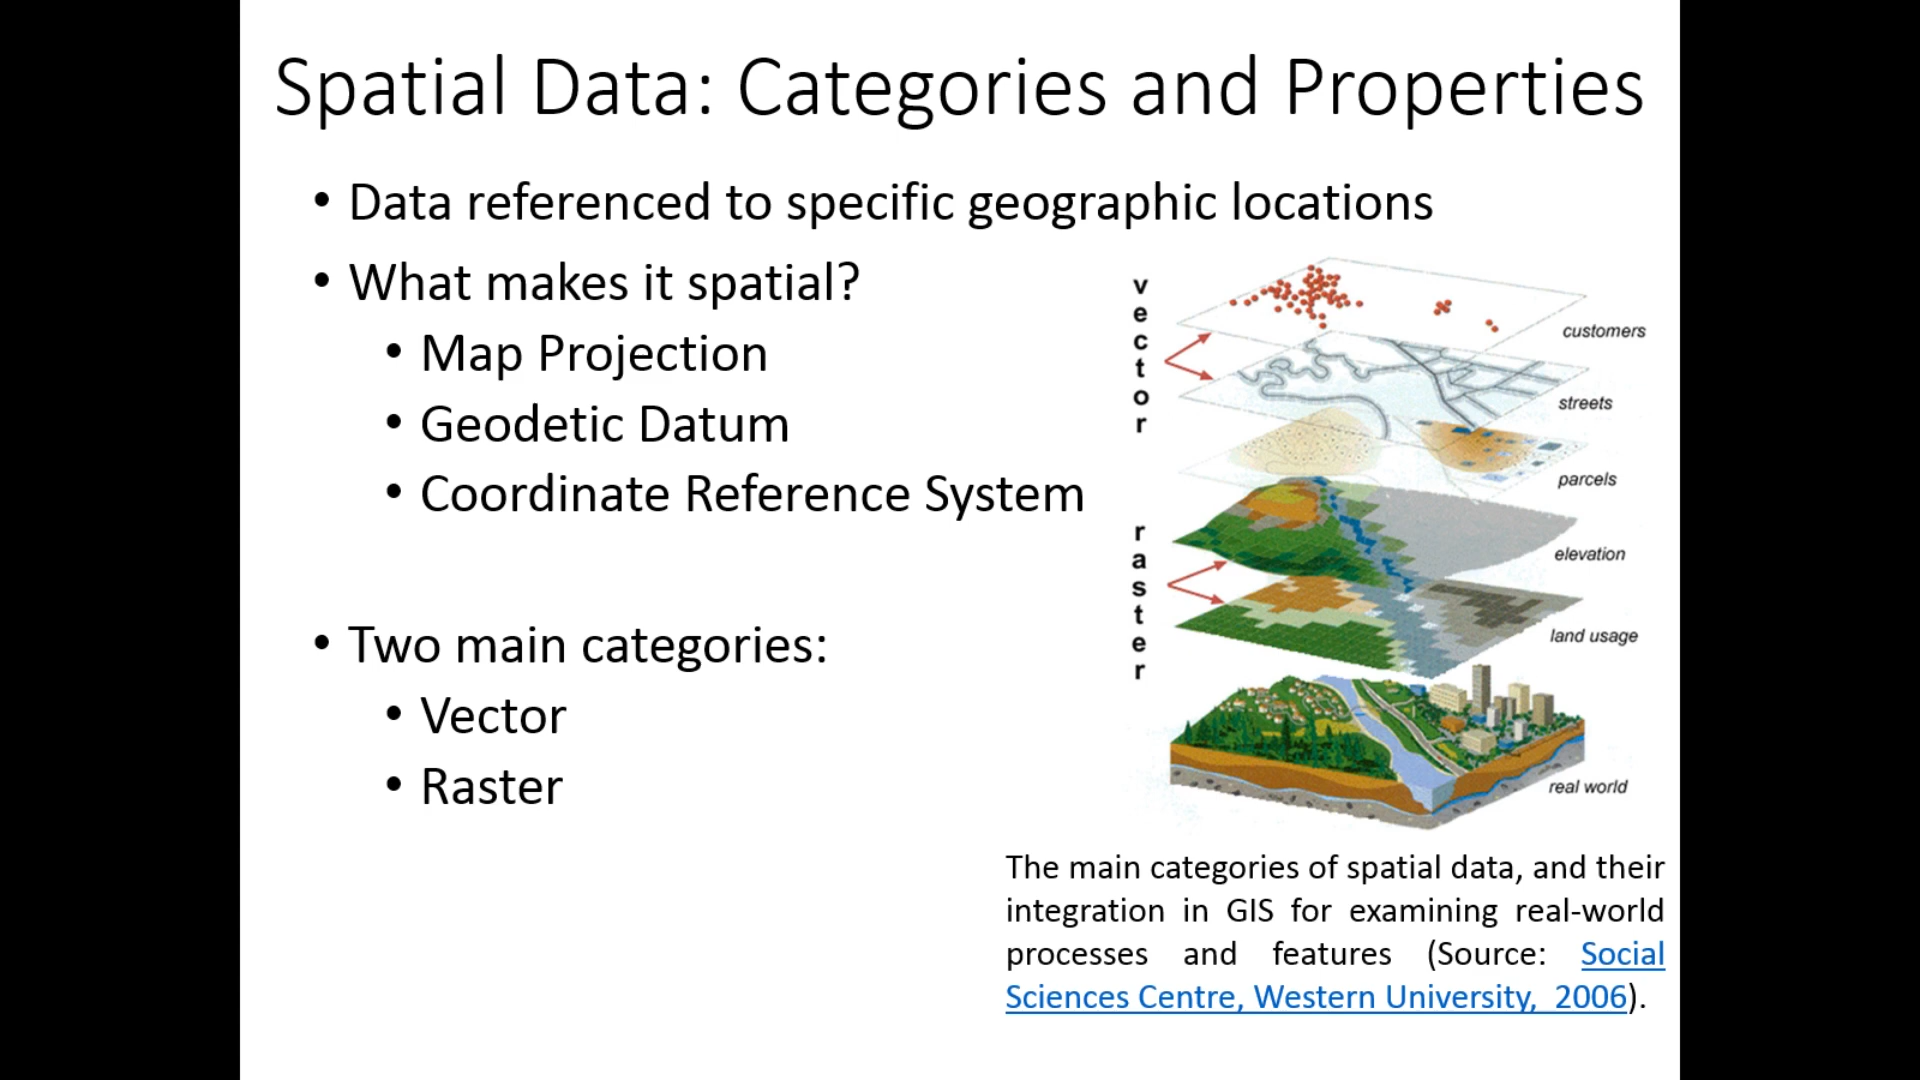 Spatial Data: Categories and Properties
• Data referenced to specific geographic locations
• What makes it spatial?
• Map Projection
• Geodetic Datum
• Coordinate Reference System
• Two main categories:
• Vector
• Raster
vector
customers
streets
parcels
raster
elevation
land usage
real world
The main categories of spatial data, and their
integration in GIS for examining real-world
processes and features (Source: Social
Sciences Centre, Western University, 2006).